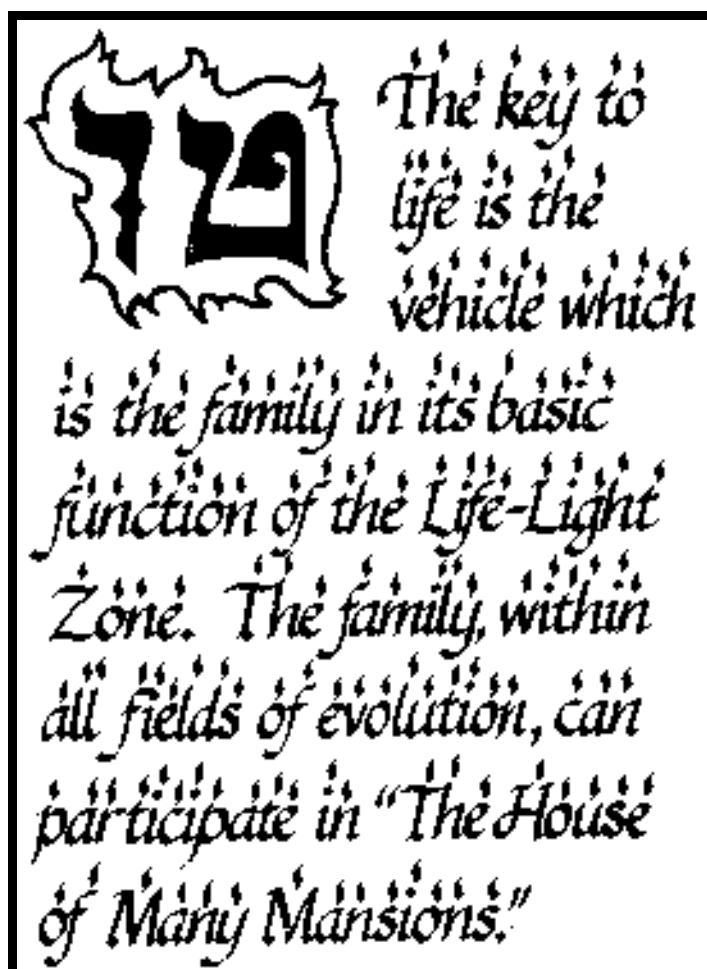 טו The key to
life is the
vehicle which
is the family in its basic
function of the Life-Light
Zone. The family, within
all fields of evolution, can
participate in “The House
of Many Mansions.”